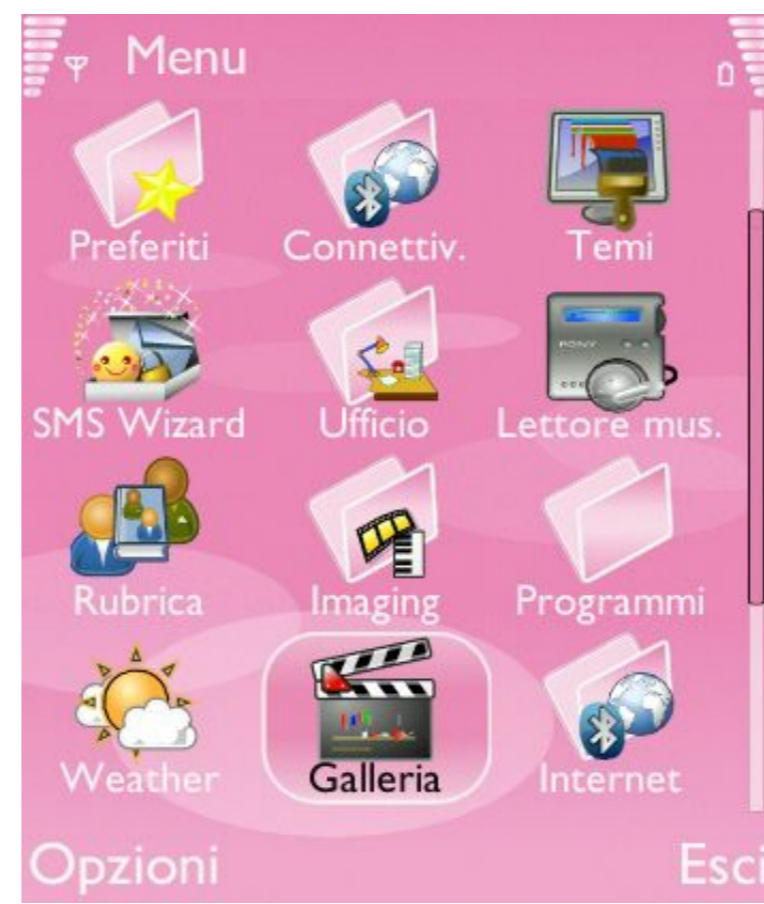 Menu
Preferiti Connettiv. Temi
SMS Wizard Ufficio Lettore mus.
Rubrica Imaging Programmi
Weather Galleria Internet
Opzioni Esci